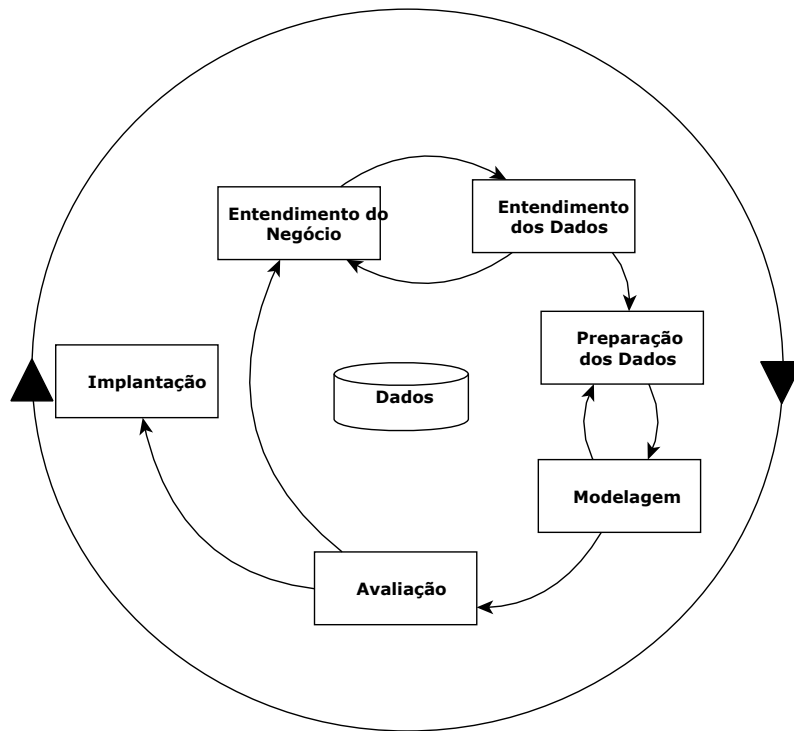 Entendimento do
Negócio
Entendimento
dos Dados
Preparação
dos Dados
Implantação
Dados
Modelagem
Avaliação